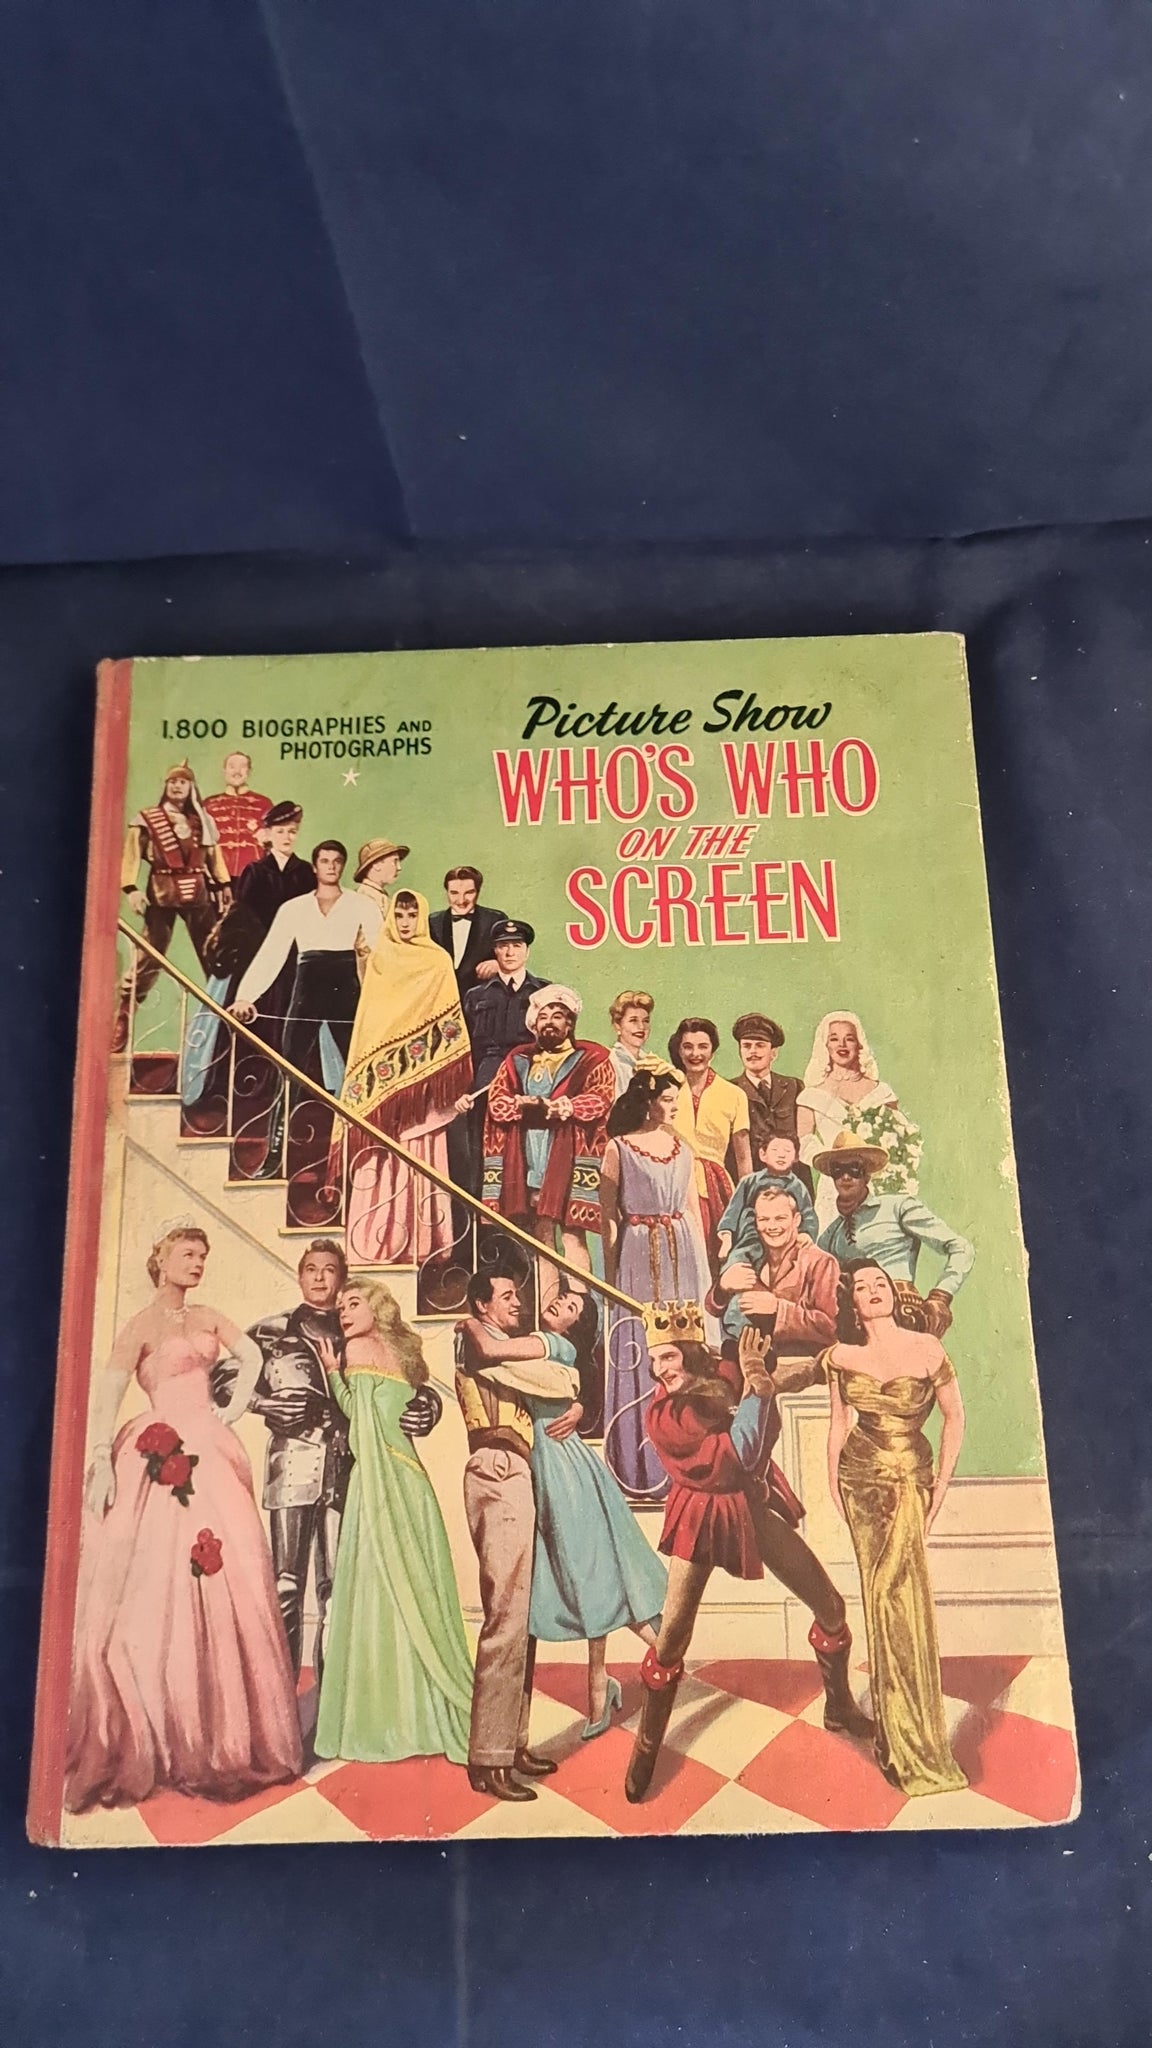 1,800 BIOGRAPHIES AND
PHOTOGRAPHS
Picture Show
WHO'S WHO
ON THE
SCREEN